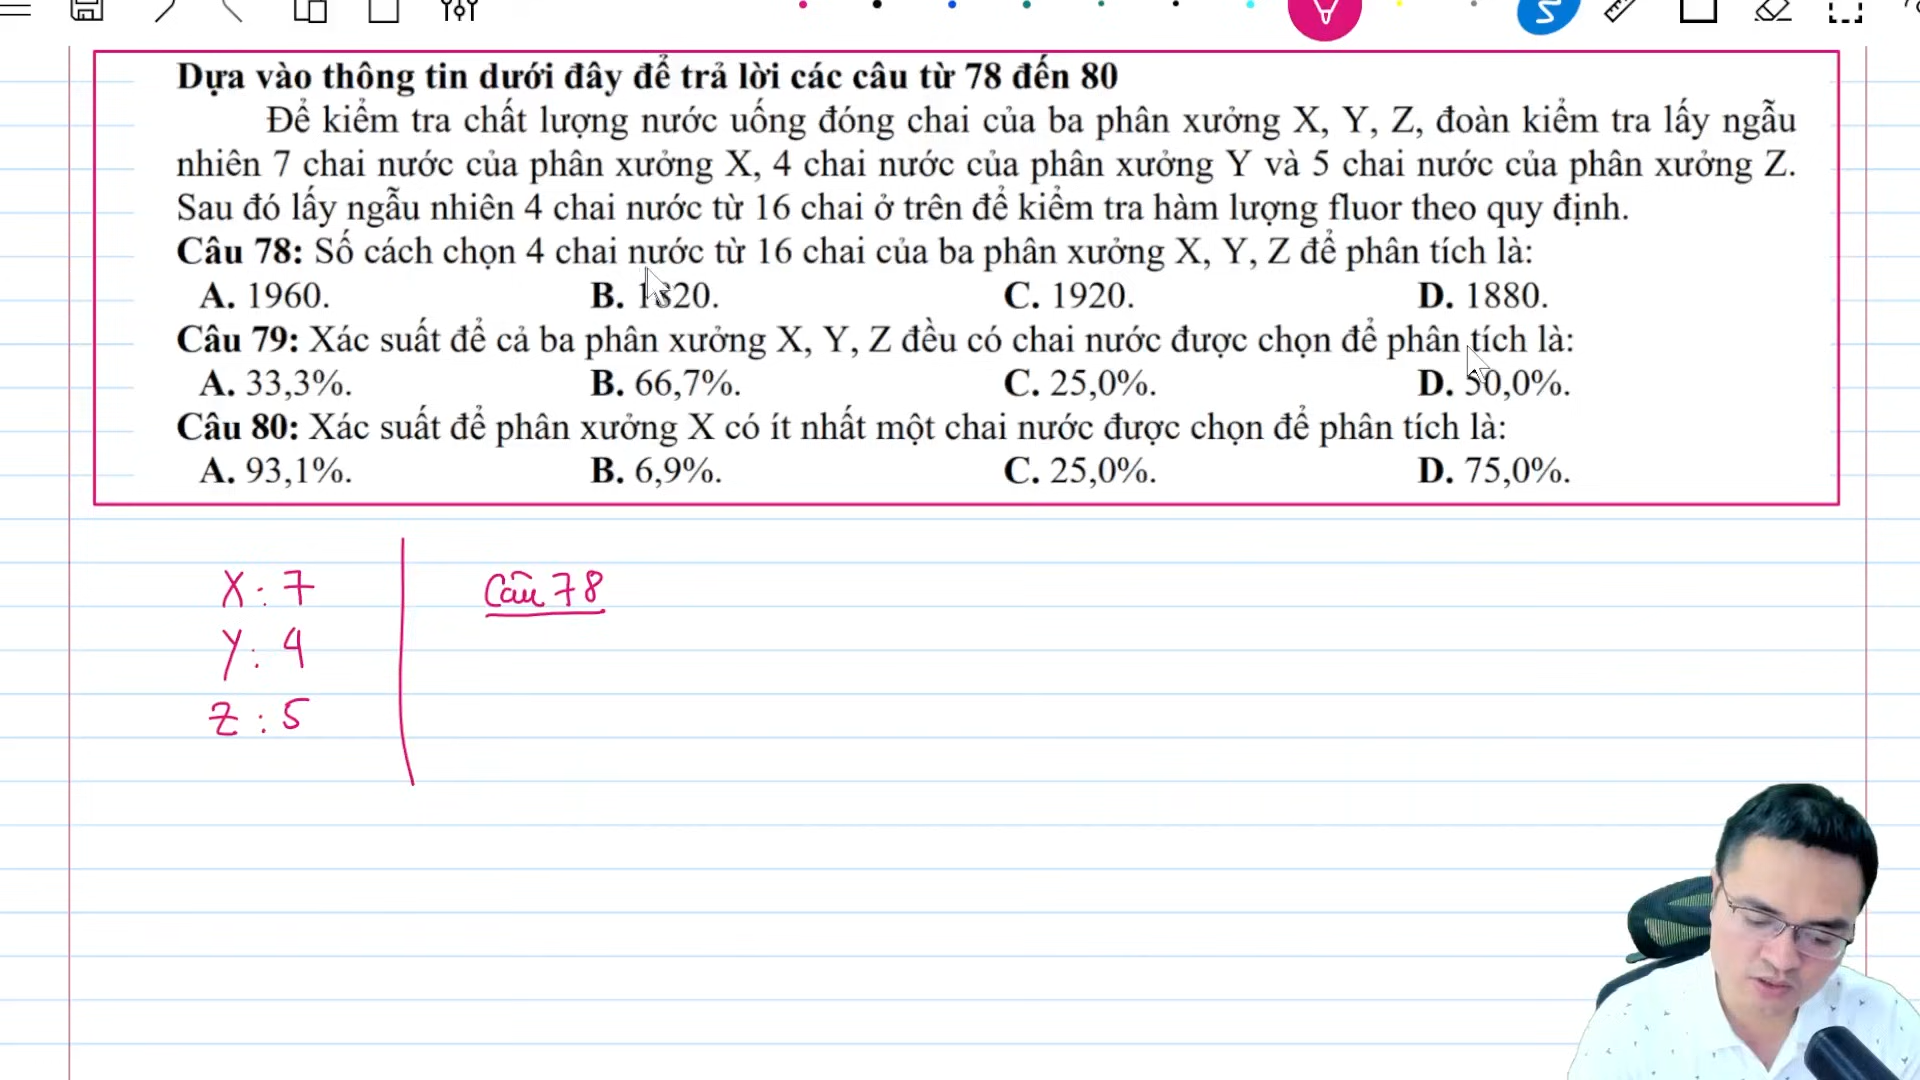 Dựa vào thông tin dưới đây để trả lời các câu từ 78 đến 80
Để kiểm tra chất lượng nước uống đóng chai của ba phân xưởng X, Y, Z, đoàn kiểm tra lấy ngẫu
nhiên 7 chai nước của phân xưởng X, 4 chai nước của phân xưởng Y và 5 chai nước của phân xưởng Z.
Sau đó lấy ngẫu nhiên 4 chai nước từ 16 chai ở trên để kiểm tra hàm lượng fluor theo quy định.
Câu 78: Số cách chọn 4 chai nước từ 16 chai của ba phân xưởng X, Y, Z để phân tích là:
A. 1960. B. 1820. C. 1920. D. 1880.
Câu 79: Xác suất để cả ba phân xưởng X, Y, Z đều có chai nước được chọn để phân tích là:
A. 33,3%. B. 66,7%. C. 25,0%. D. 50,0%.
Câu 80: Xác suất để phân xưởng X có ít nhất một chai nước được chọn để phân tích là:
A. 93,1%. B. 6,9%. C. 25,0%. D. 75,0%.
X : 7
Y : 4
Z : 5
Câu 78